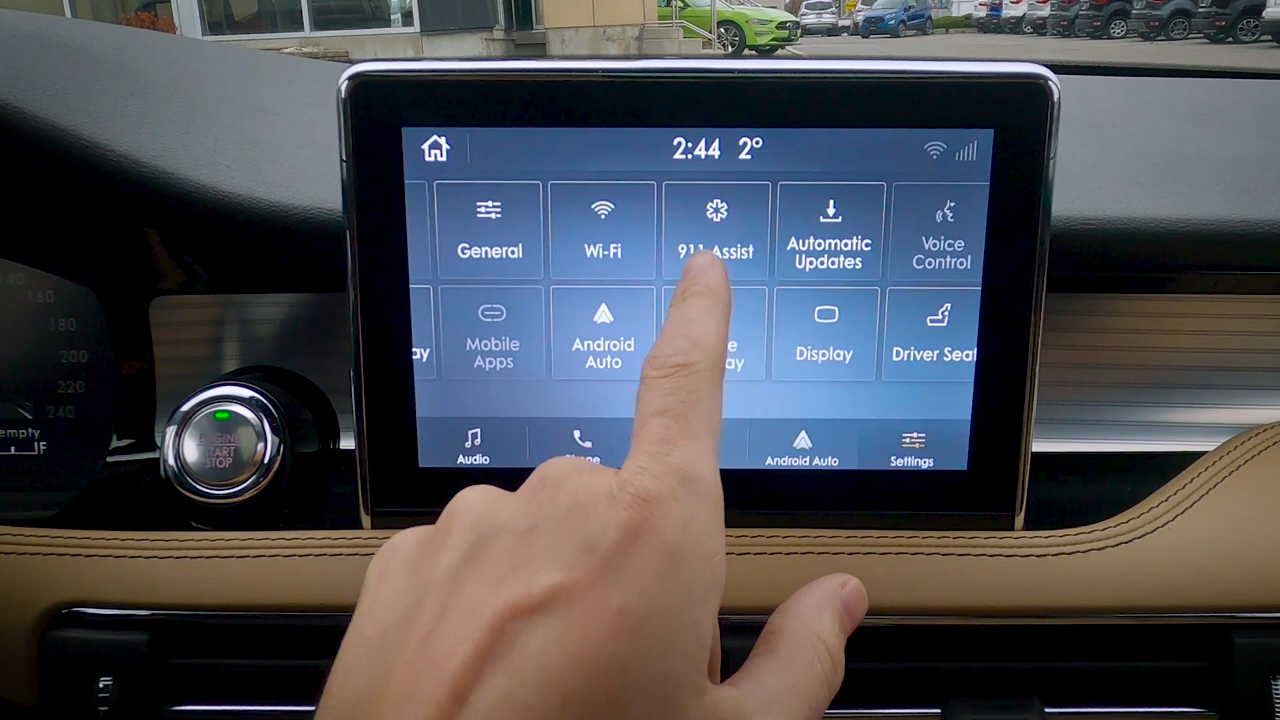 2:44 2°
General
Wi-Fi
911 Assist
Automatic
Updates
Voice
Control
ay
Mobile
Apps
Android
Auto
Display
Driver Seat
Audio
Android Auto
Settings
140
160
180
200
220
240
empty
F
ENGINE
START
STOP